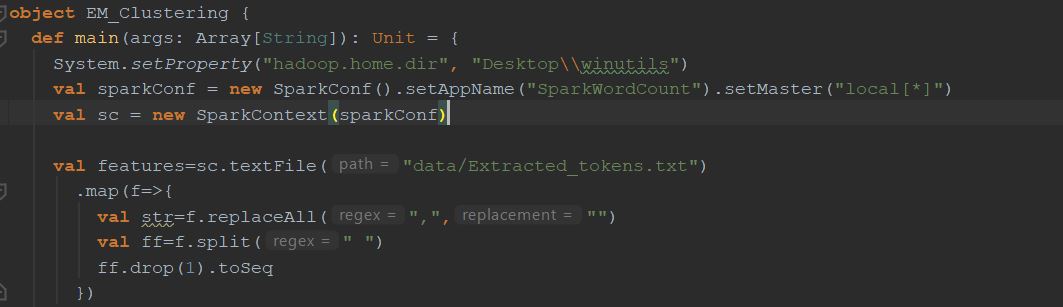 object EM_Clustering {
def main(args: Array[String]): Unit = {
System.setProperty("hadoop.home.dir", "Desktop\\winutils")
val sparkConf = new SparkConf().setAppName("SparkWordCount").setMaster("local[*]")
val sc = new SparkContext(sparkConf)
val features=sc.textFile( path = "data/Extracted_tokens.txt")
.map(f=>{
val str=f.replaceAll( regex = ",", replacement = "")
val ff=f.split( regex = " ")
ff.drop(1).toSeq
})